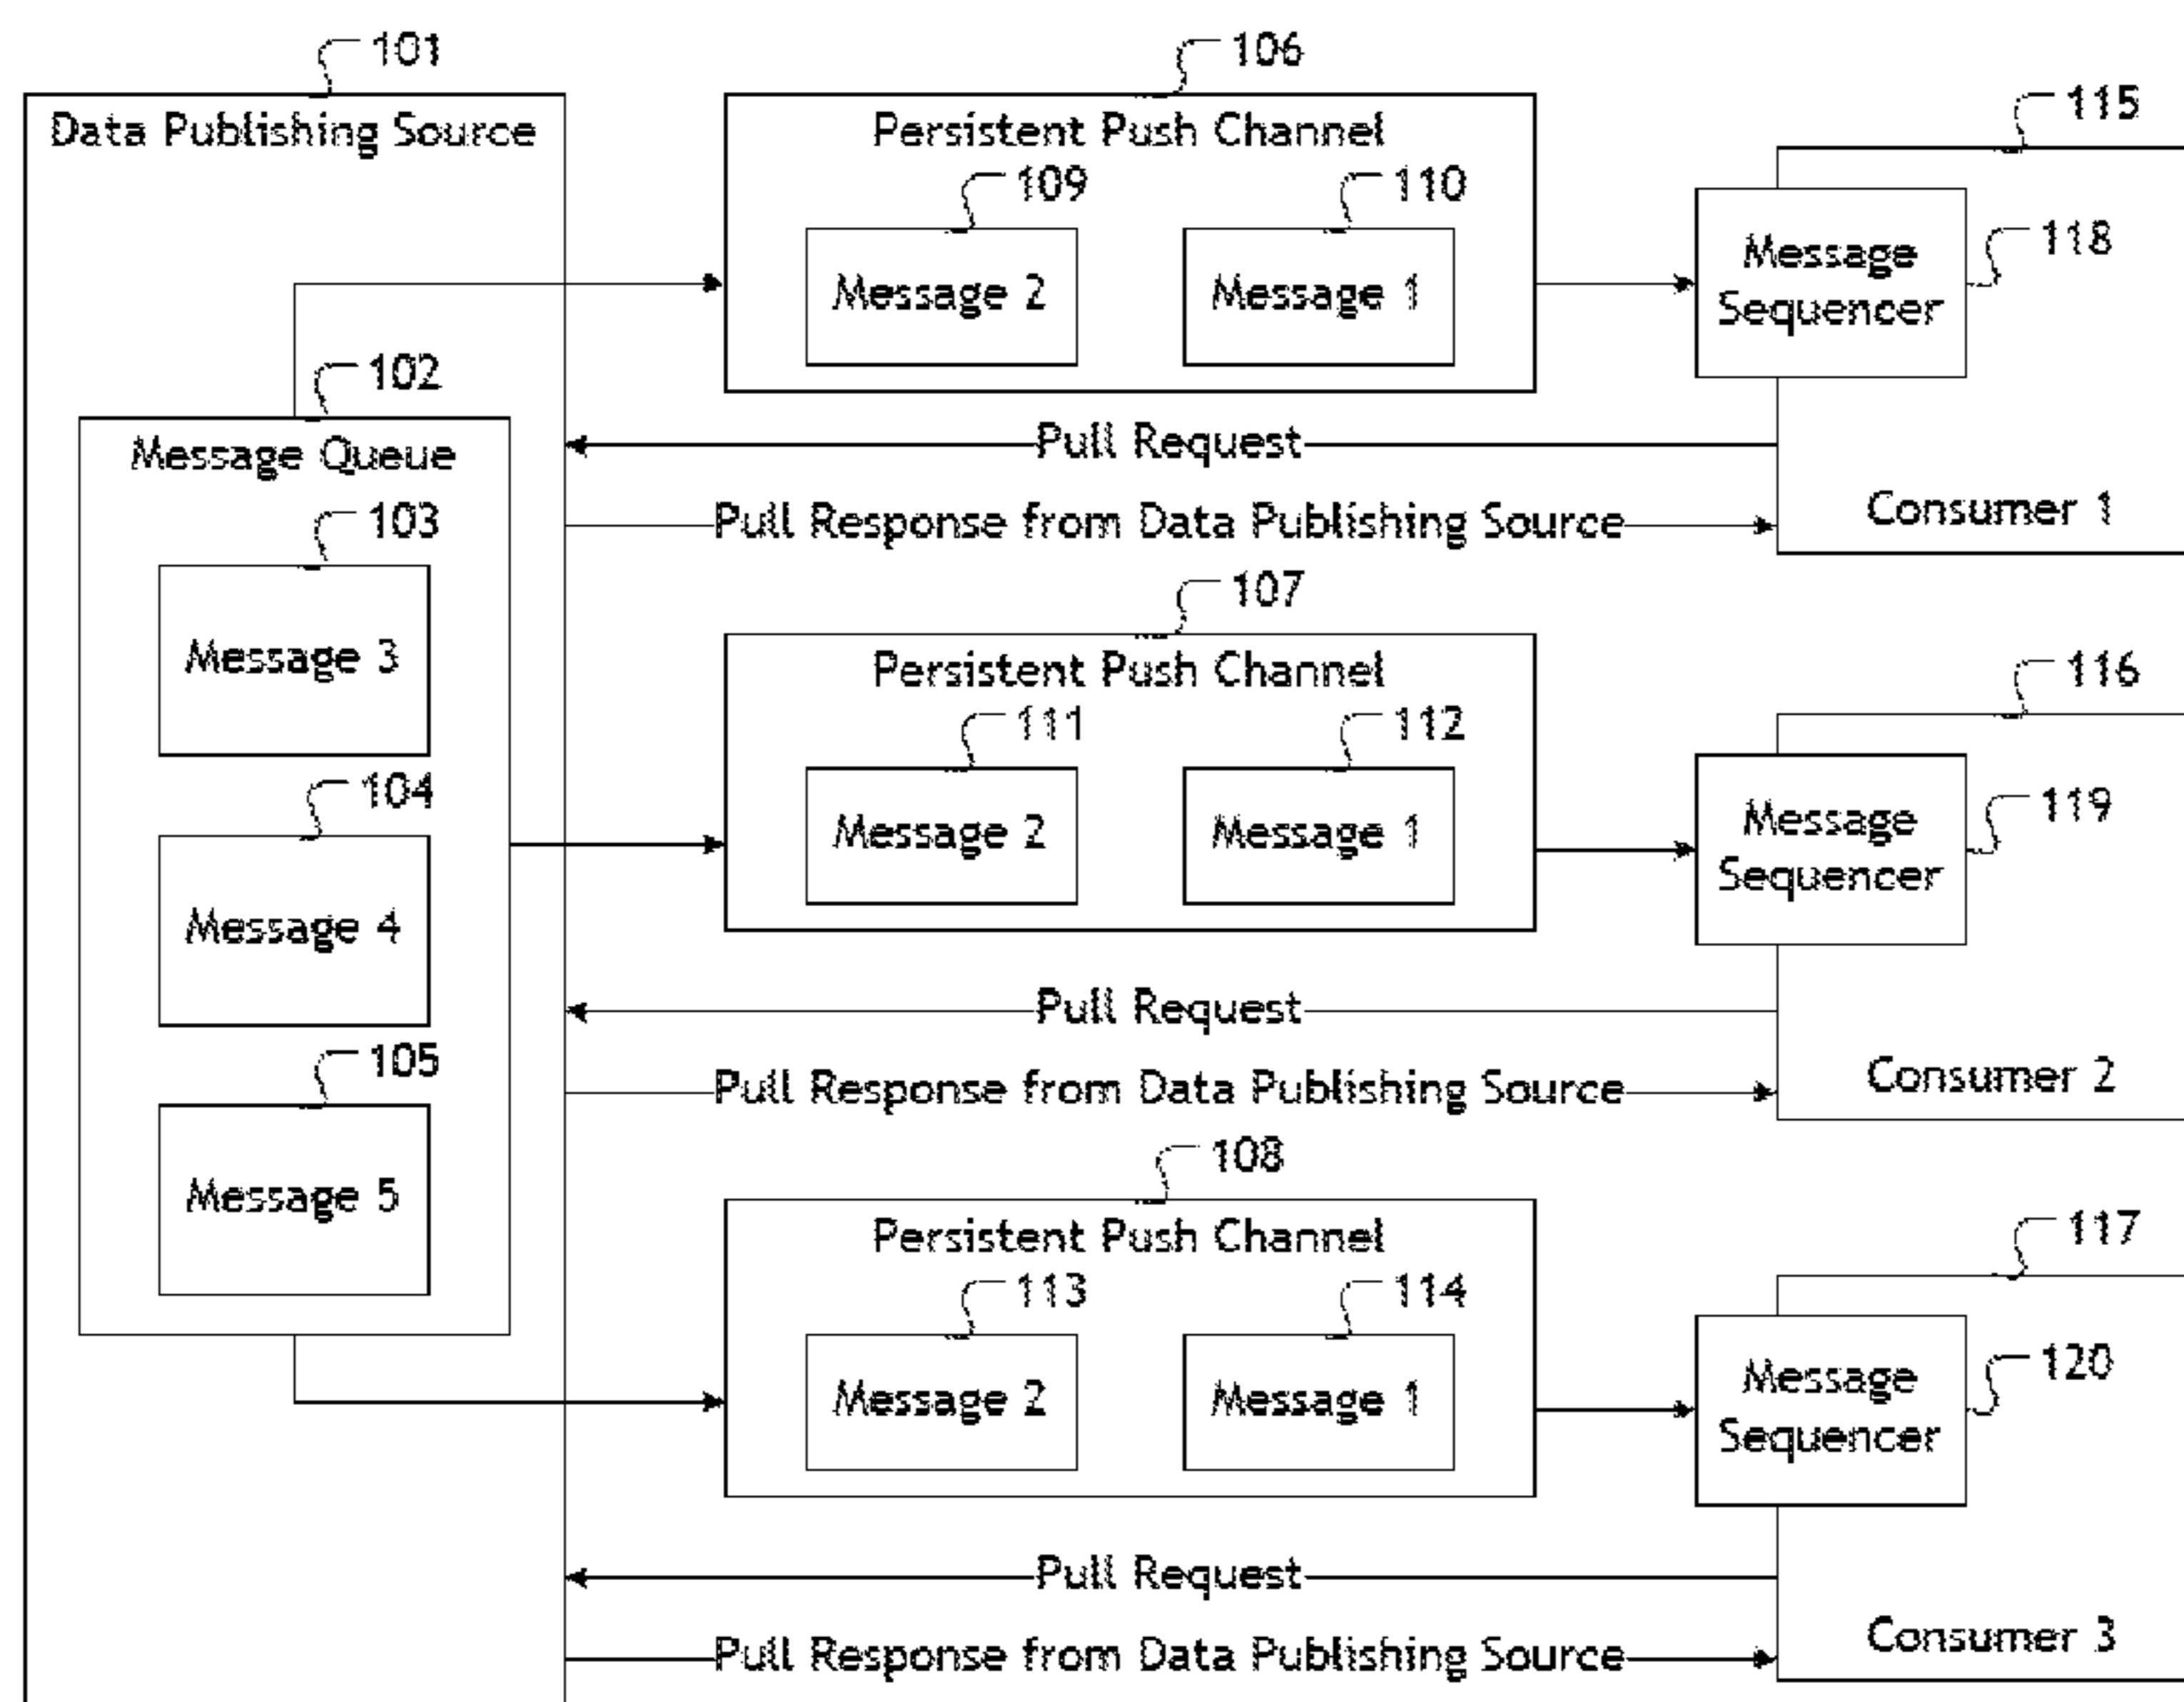 101
106
115
Data Publishing Source
Persistent Push Channel
109
110
Message 2
Message 1
Message
Sequencer
118
102
Message Queue
Pull Request
Pull Response from Data Publishing Source
Consumer 1
103
Message 3
107
Persistent Push Channel
116
111
112
Message 2
Message 1
Message
Sequencer
119
104
Message 4
Pull Request
Pull Response from Data Publishing Source
Consumer 2
105
Message 5
108
Persistent Push Channel
117
113
114
Message 2
Message 1
Message
Sequencer
120
Pull Request
Pull Response from Data Publishing Source
Consumer 3